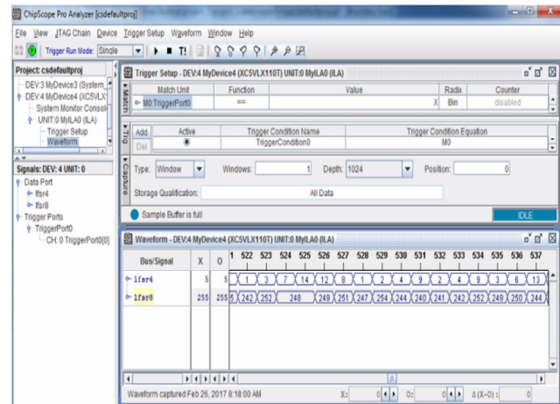 ChipScope Pro Analyzer [csdefaultproj]
File View JTAG Chain Device Trigger Setup Waveform Window Help
Trigger Run Mode: Single T!
Project: csdefaultproj
DEV:3 MyDevice3 (System_
DEV:4 MyDevice4 (XC5VLX1
System Monitor Consol
UNIT:0 MyILA0 (ILA)
Trigger Setup
Waveform
Signals: DEV: 4 UNIT: 0
Data Port
lfsr4
lfsr8
Trigger Ports
TriggerPort0
CH: 0 TriggerPort0[0]
Trigger Setup - DEV:4 MyDevice4 (XC5VLX110T) UNIT:0 MyILA0 (ILA)
Match
Match Unit Function Value Radix Counter
M0:TriggerPort0 == X Bin disabled
Trig
Add Active Trigger Condition Name Trigger Condition Equation
Del TriggerCondition0 M0
Capture
Type: Window Windows: 1 Depth: 1024 Position: 0
Storage Qualification: All Data
Sample Buffer is full IDLE
Waveform - DEV:4 MyDevice4 (XC5VLX110T) UNIT:0 MyILA0 (ILA)
Bus/Signal X O 1 522 523 524 525 526 527 528 529 530 531 532 533 534 535 536 537
lfsr4 5 5 1 3 7 14 12 8 1 2 4 9 2 4 9 3 6 13
lfsr8 255 255 5 242 252 248 249 251 247 254 244 240 241 242 252 249 250 244
Waveform captured Feb 26, 2017 8:18:00 AM X: 0 O: 0 Δ(X-O): 0